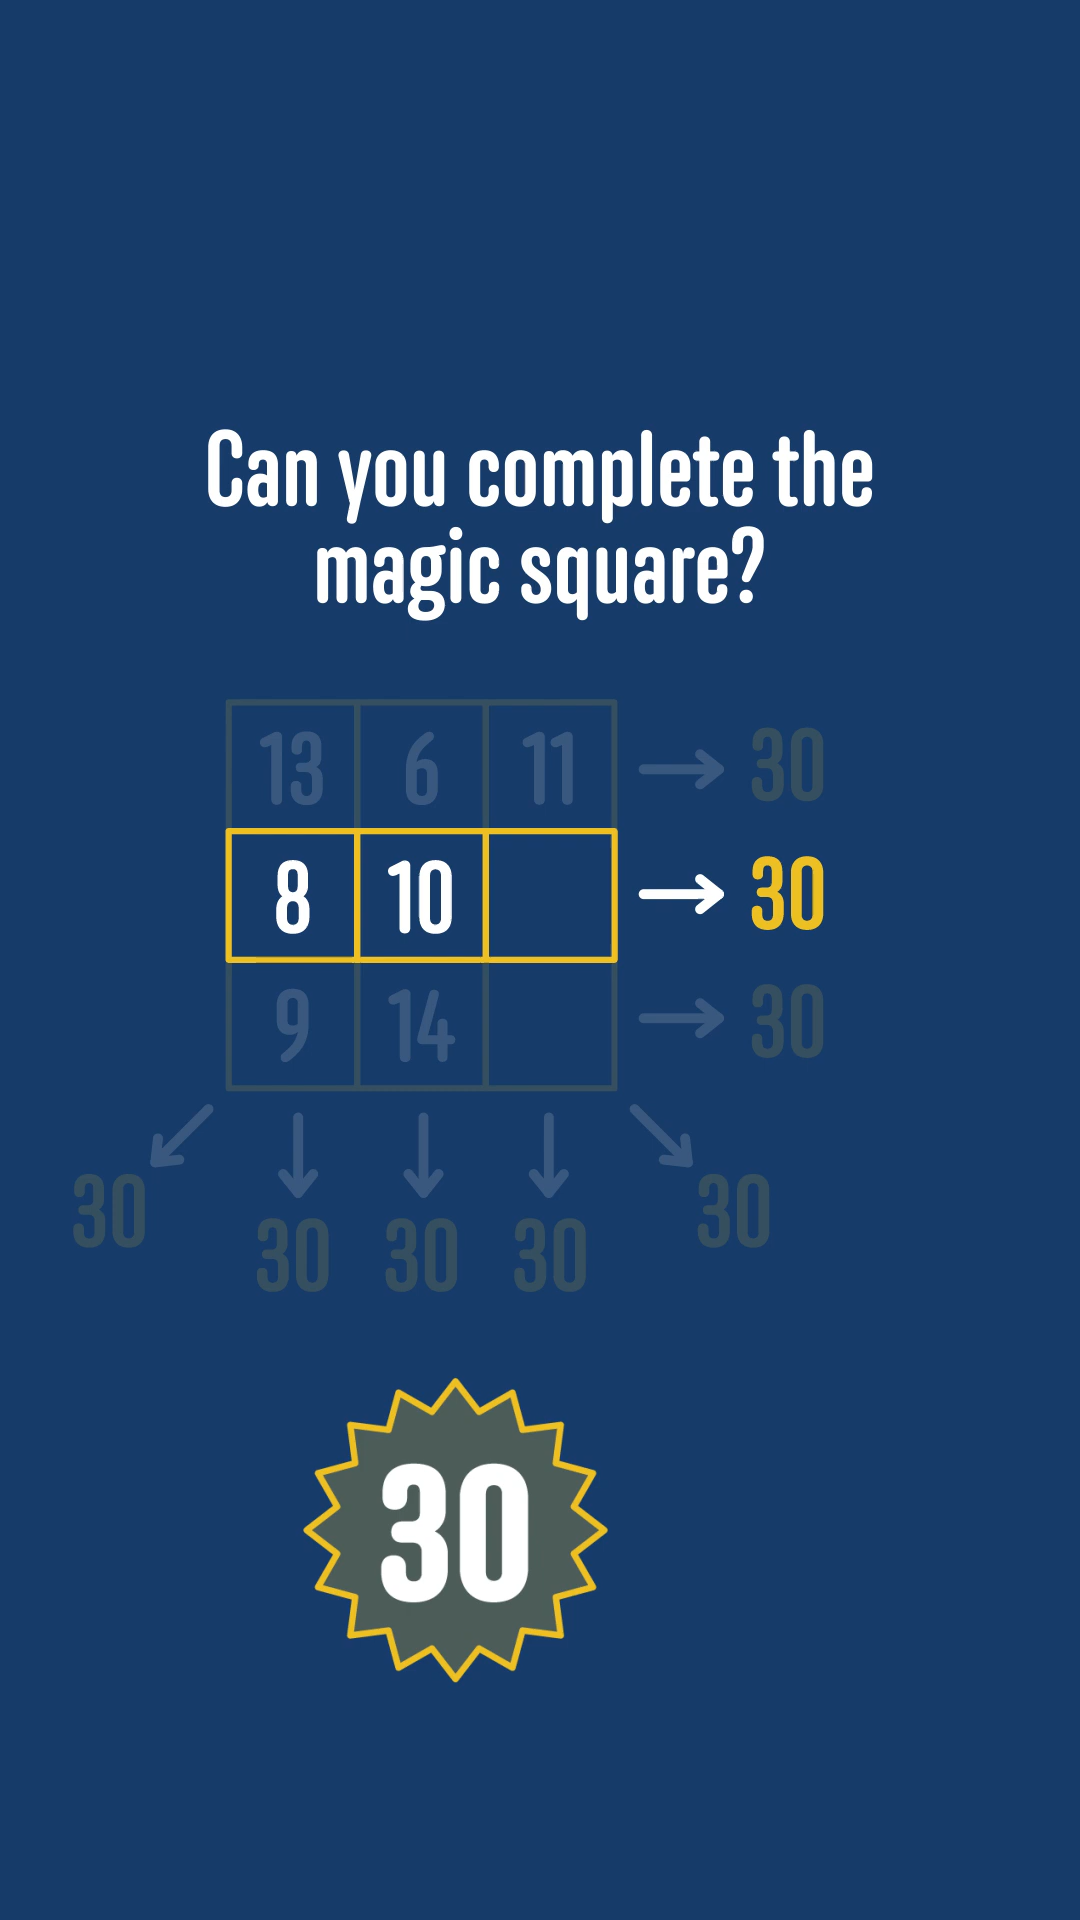 Can you complete the
magic square?
13 6 11 → 30
8 10 → 30
9 14 → 30
30 30 30 30 30
30